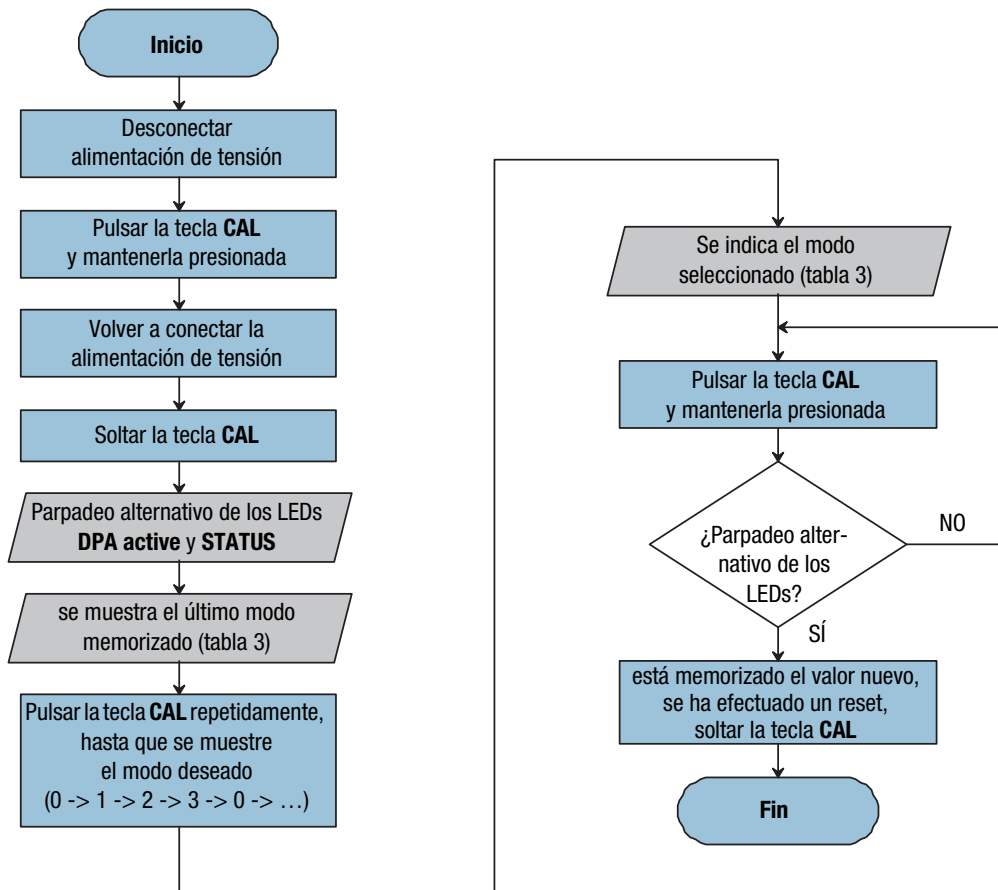 Inicio
Desconectar
alimentación de tensión
Pulsar la tecla CAL
y mantenerla presionada
Volver a conectar la
alimentación de tensión
Soltar la tecla CAL
Parpadeo alternativo de los LEDs
DPA active y STATUS
se muestra el último modo
memorizado (tabla 3)
Pulsar la tecla CAL repetidamente,
hasta que se muestre
el modo deseado
(0 -> 1 -> 2 -> 3 -> 0 -> …)
Se indica el modo
seleccionado (tabla 3)
Pulsar la tecla CAL
y mantenerla presionada
¿Parpadeo alter-
nativo de los
LEDs?
NO
SÍ
está memorizado el valor nuevo,
se ha efectuado un reset,
soltar la tecla CAL
Fin